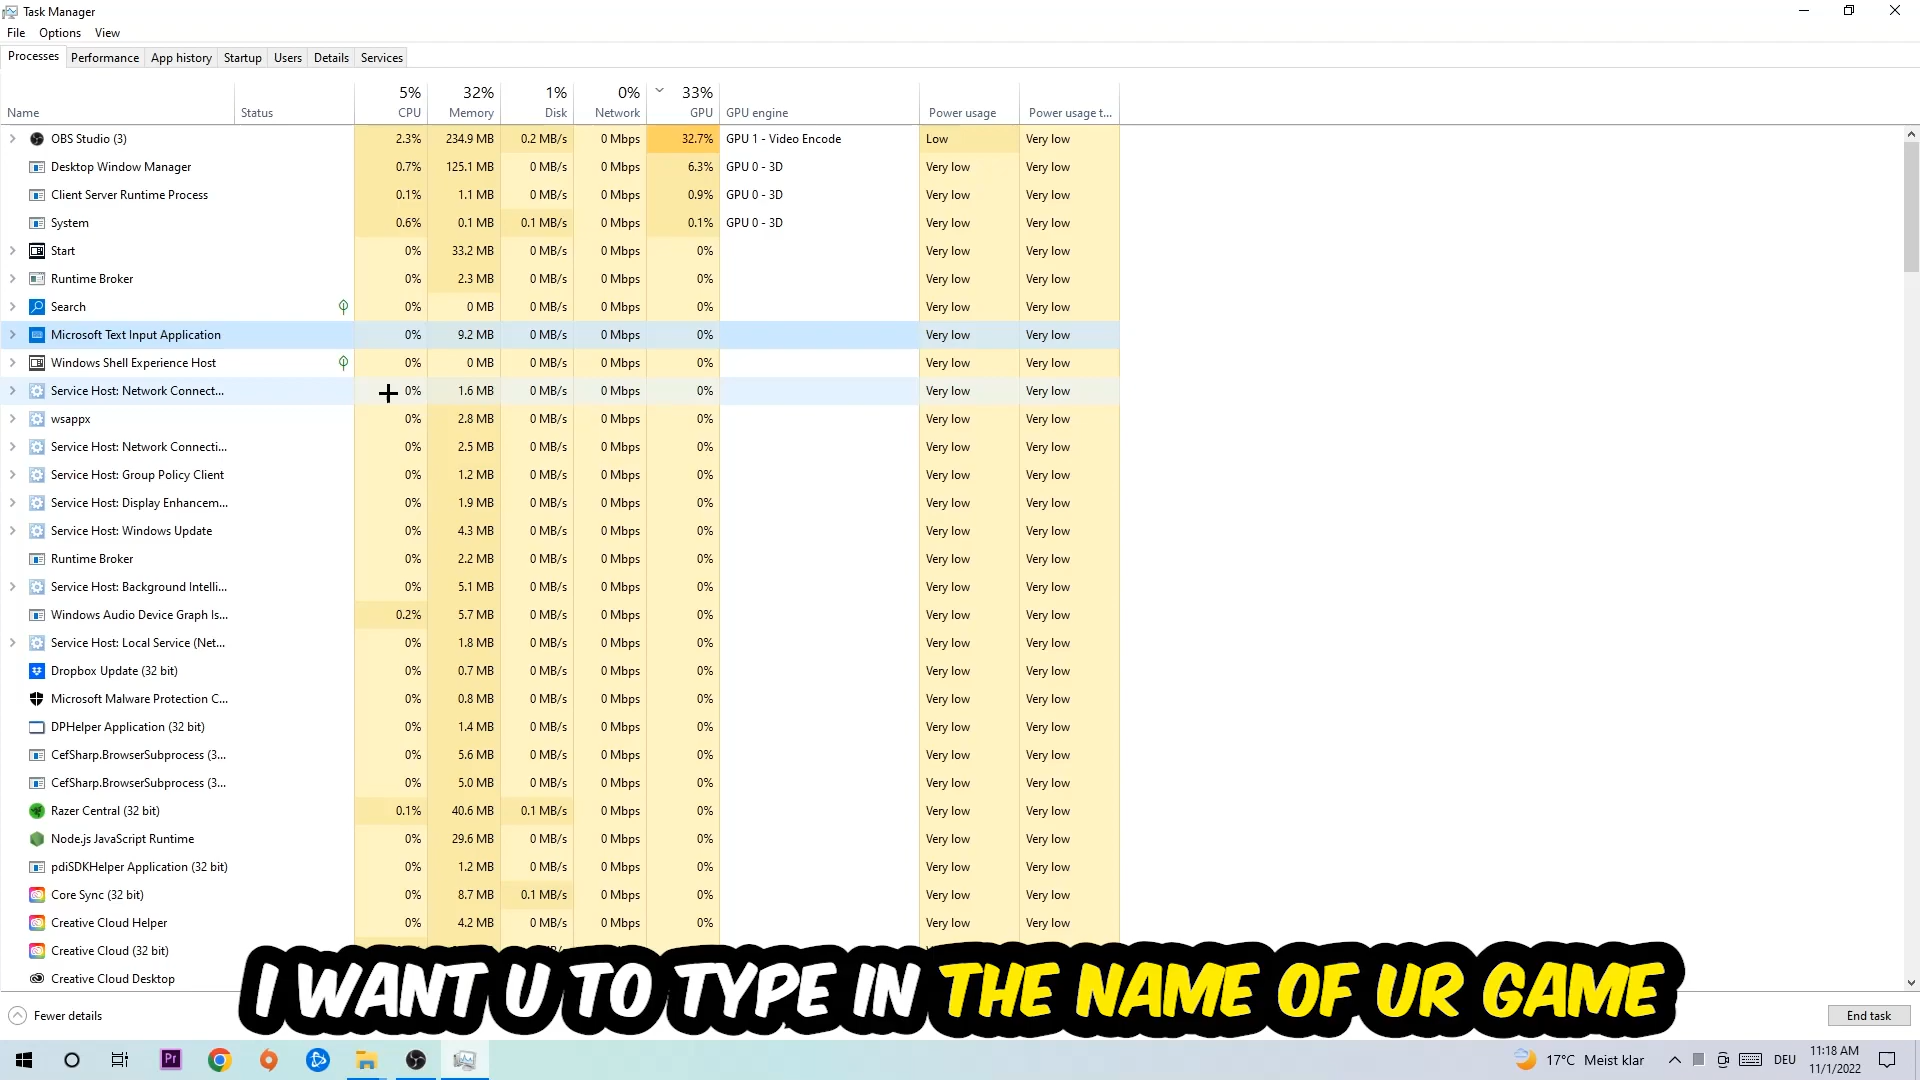 Task Manager
File Options View
Processes Performance App history Startup Users Details Services
5% 32% 1% 0% 33%
Name Status CPU Memory Disk Network GPU GPU engine Power usage Power usage t...
OBS Studio (3) 2.3% 234.9 MB 0.2 MB/s 0 Mbps 32.7% GPU 1 - Video Encode Low Very low
Desktop Window Manager 0.7% 125.1 MB 0 MB/s 0 Mbps 6.3% GPU 0 - 3D Very low Very low
Client Server Runtime Process 0.1% 1.1 MB 0 MB/s 0 Mbps 0.9% GPU 0 - 3D Very low Very low
System 0.6% 0.1 MB 0.1 MB/s 0 Mbps 0.1% GPU 0 - 3D Very low Very low
Start 0% 33.2 MB 0 MB/s 0 Mbps 0% Very low Very low
Runtime Broker 0% 2.3 MB 0 MB/s 0 Mbps 0% Very low Very low
Search 0% 0 MB 0 MB/s 0 Mbps 0% Very low Very low
Microsoft Text Input Application 0% 9.2 MB 0 MB/s 0 Mbps 0% Very low Very low
Windows Shell Experience Host 0% 0 MB 0 MB/s 0 Mbps 0% Very low Very low
Service Host: Network Connect... 0% 1.6 MB 0 MB/s 0 Mbps 0% Very low Very low
wsappx 0% 2.8 MB 0 MB/s 0 Mbps 0% Very low Very low
Service Host: Network Connecti... 0% 2.5 MB 0 MB/s 0 Mbps 0% Very low Very low
Service Host: Group Policy Client 0% 1.2 MB 0 MB/s 0 Mbps 0% Very low Very low
Service Host: Display Enhancem... 0% 1.9 MB 0 MB/s 0 Mbps 0% Very low Very low
Service Host: Windows Update 0% 4.3 MB 0 MB/s 0 Mbps 0% Very low Very low
Runtime Broker 0% 2.2 MB 0 MB/s 0 Mbps 0% Very low Very low
Service Host: Background Intelli... 0% 5.1 MB 0 MB/s 0 Mbps 0% Very low Very low
Windows Audio Device Graph Is... 0.2% 5.7 MB 0 MB/s 0 Mbps 0% Very low Very low
Service Host: Local Service (Net... 0% 1.8 MB 0 MB/s 0 Mbps 0% Very low Very low
Dropbox Update (32 bit) 0% 0.7 MB 0 MB/s 0 Mbps 0% Very low Very low
Microsoft Malware Protection C... 0% 0.8 MB 0 MB/s 0 Mbps 0% Very low Very low
DPHelper Application (32 bit) 0% 1.4 MB 0 MB/s 0 Mbps 0% Very low Very low
CefSharp.BrowserSubprocess (3... 0% 5.6 MB 0 MB/s 0 Mbps 0% Very low Very low
CefSharp.BrowserSubprocess (3... 0% 5.0 MB 0 MB/s 0 Mbps 0% Very low Very low
Razer Central (32 bit) 0.1% 40.6 MB 0.1 MB/s 0 Mbps 0% Very low Very low
Node.js JavaScript Runtime 0% 29.6 MB 0 MB/s 0 Mbps 0% Very low Very low
pdiSDKHelper Application (32 bit) 0% 1.2 MB 0 MB/s 0 Mbps 0% Very low Very low
Core Sync (32 bit) 0% 8.7 MB 0.1 MB/s 0 Mbps 0% Very low Very low
Creative Cloud Helper 0% 4.2 MB 0 MB/s 0 Mbps 0% Very low Very low
Creative Cloud (32 bit)
Creative Cloud Desktop
I WANT U TO TYPE IN THE NAME OF UR GAME
Fewer details End task
Pr 17°C Meist klar DEU 11:18 AM
11/1/2022